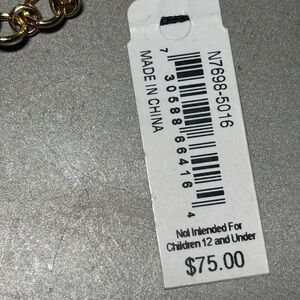 N7698-5016
7 30588 66416 4
MADE IN CHINA
Not Intended For
Children 12 and Under
$75.00